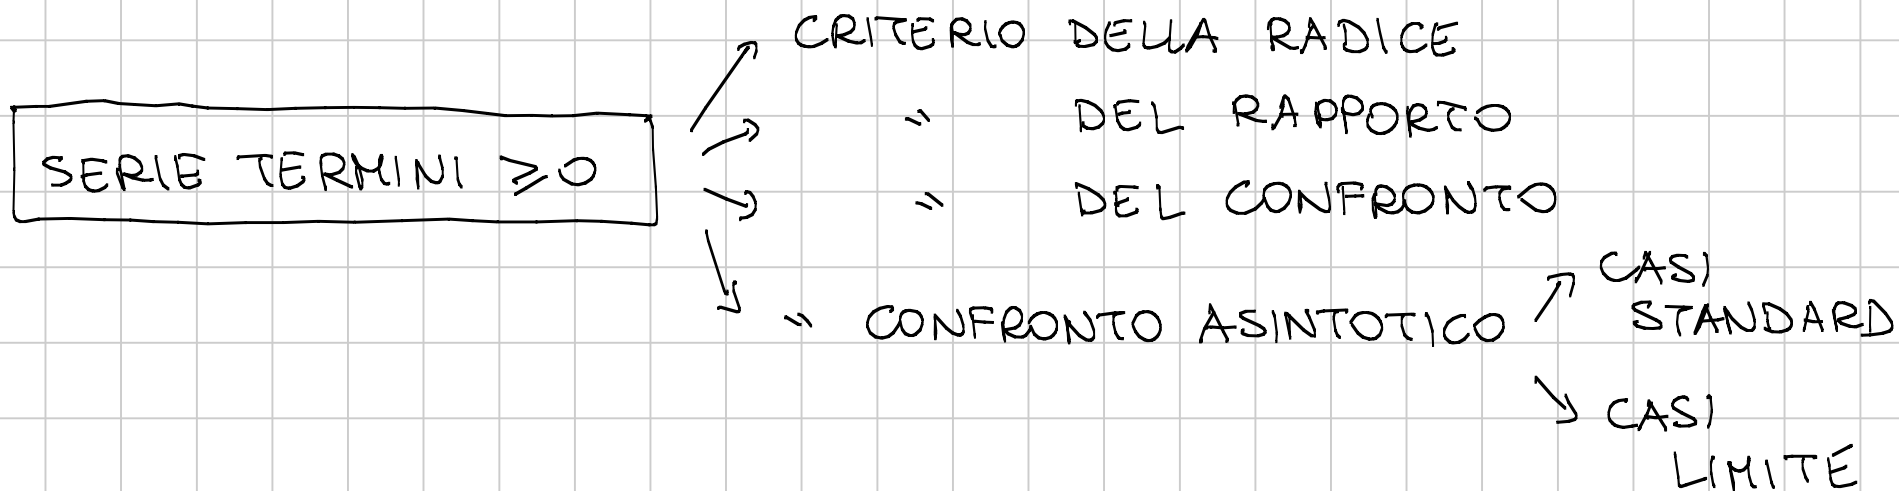 CRITERIO DELLA RADICE
" DEL RAPPORTO
SERIE TERMINI ≥0
" DEL CONFRONTO
CASI
" CONFRONTO ASINTOTICO
STANDARD
CASI
LIMITE